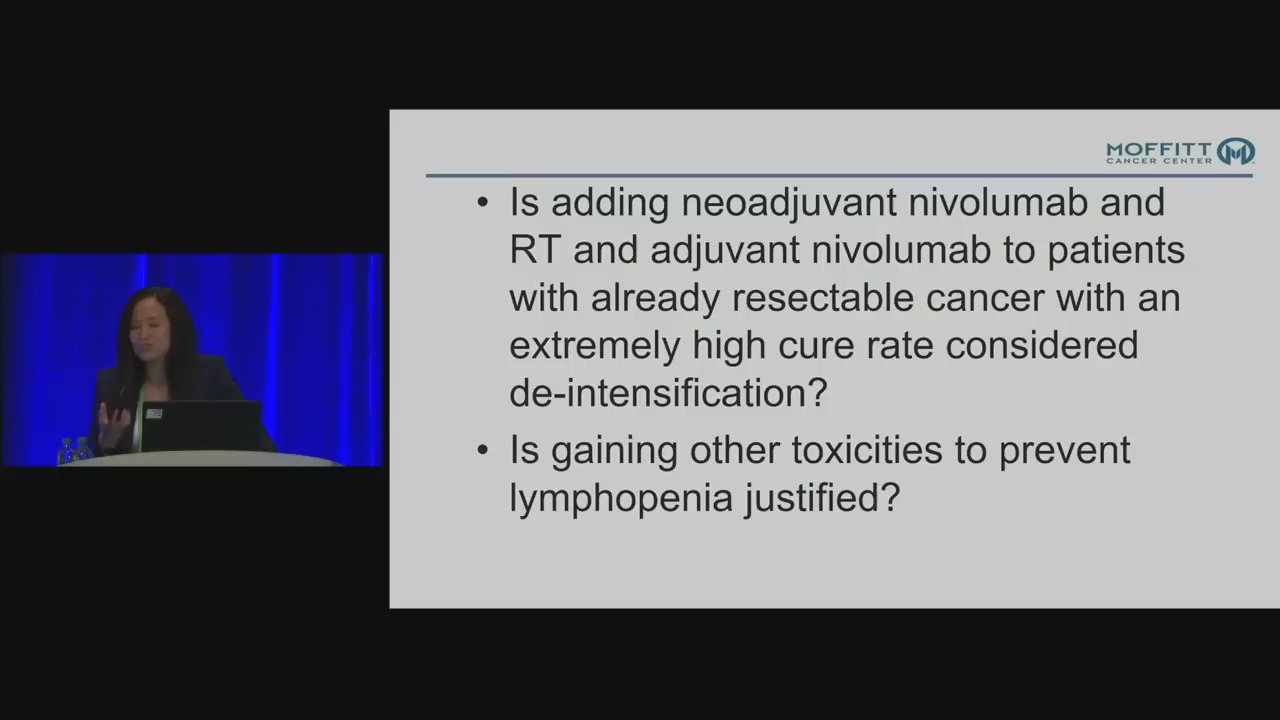 MOFFITT
CANCER CENTER
• Is adding neoadjuvant nivolumab and
RT and adjuvant nivolumab to patients
with already resectable cancer with an
extremely high cure rate considered
de-intensification?
• Is gaining other toxicities to prevent
lymphopenia justified?